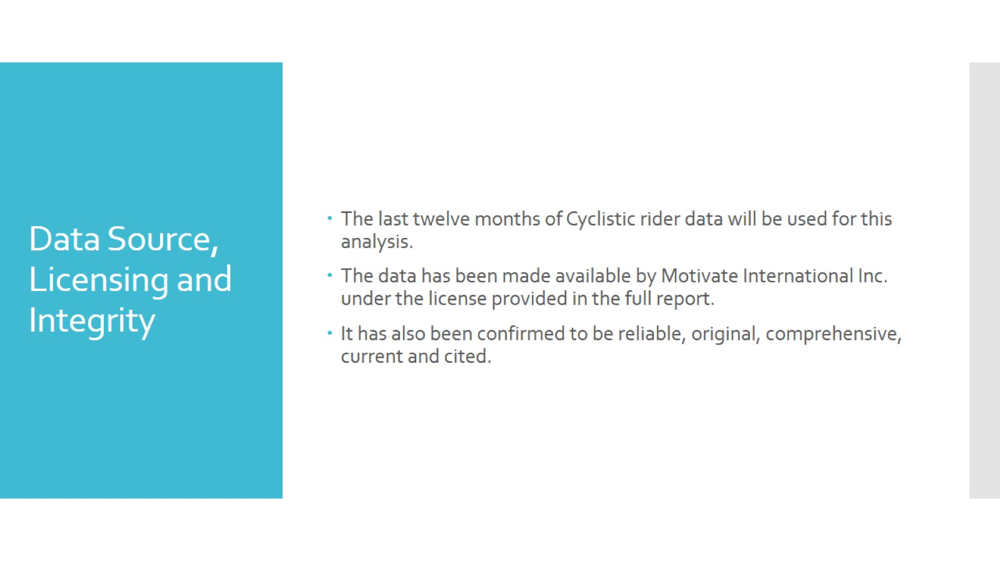 Data Source,
Licensing and
Integrity
• The last twelve months of Cyclistic rider data will be used for this
analysis.
• The data has been made available by Motivate International Inc.
under the license provided in the full report.
• It has also been confirmed to be reliable, original, comprehensive,
current and cited.